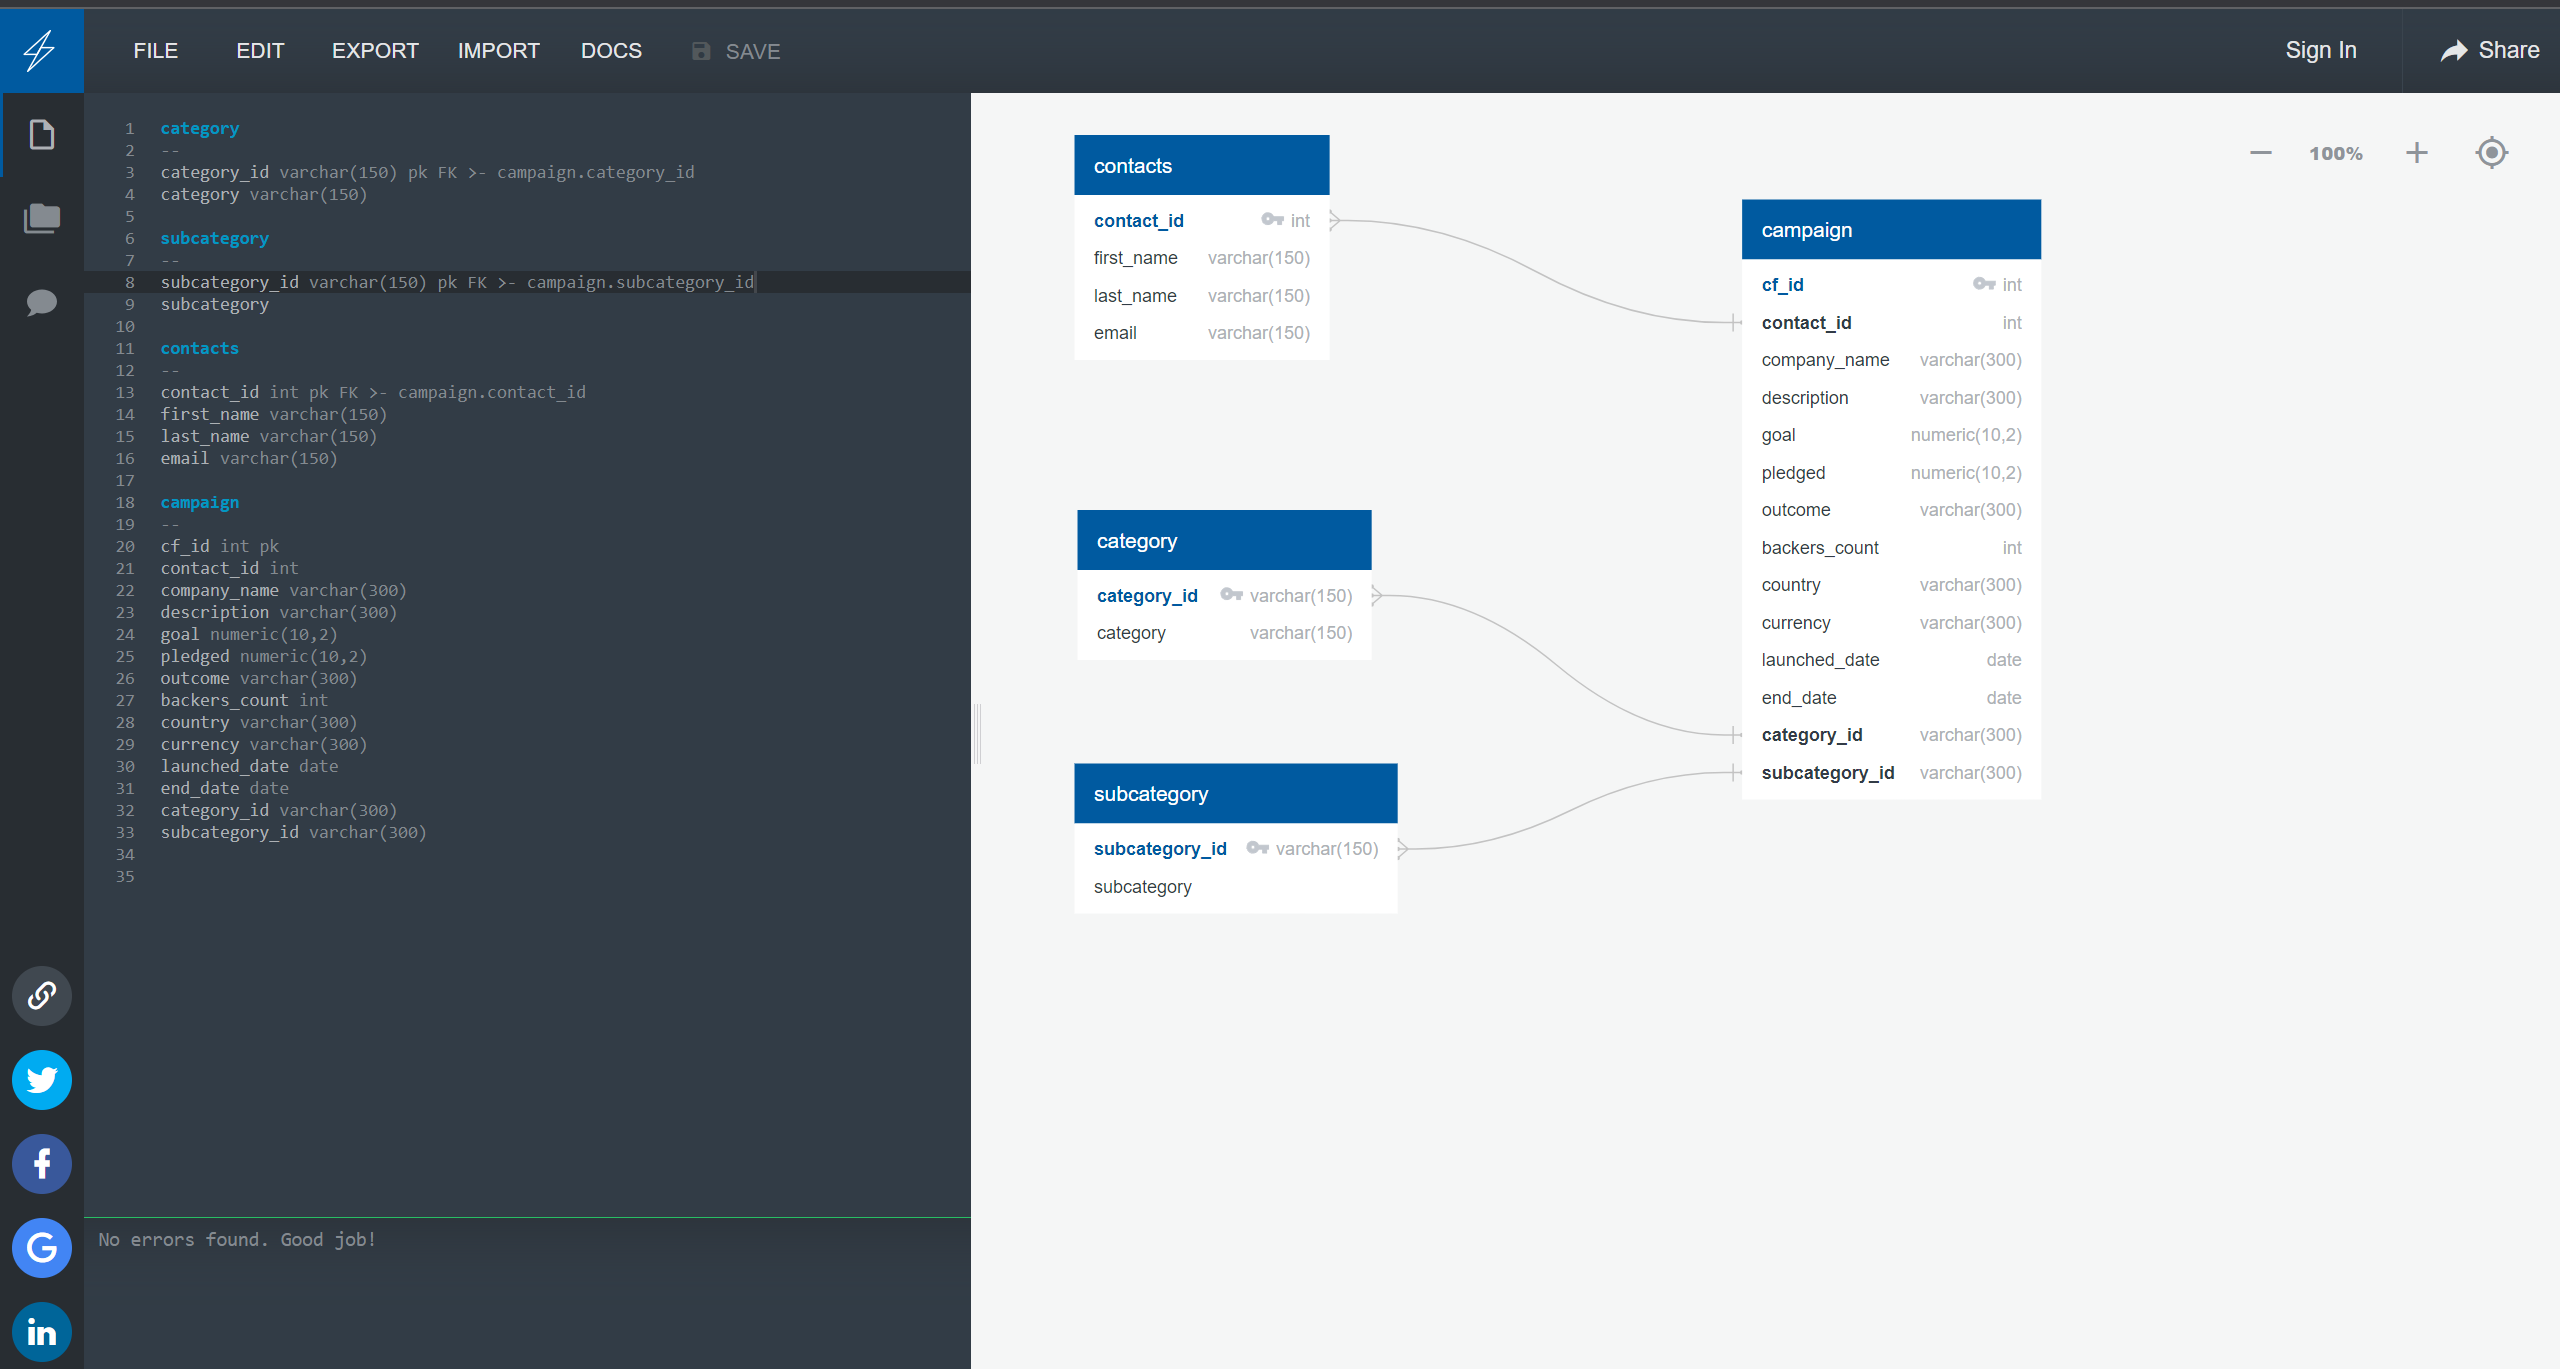 FILE EDIT EXPORT IMPORT DOCS SAVE Sign In Share
1 category
2 --
3 category_id varchar(150) pk FK >- campaign.category_id
4 category varchar(150)
5
6 subcategory
7 --
8 subcategory_id varchar(150) pk FK >- campaign.subcategory_id
9 subcategory
10
11 contacts
12 --
13 contact_id int pk FK >- campaign.contact_id
14 first_name varchar(150)
15 last_name varchar(150)
16 email varchar(150)
17
18 campaign
19 --
20 cf_id int pk
21 contact_id int
22 company_name varchar(300)
23 description varchar(300)
24 goal numeric(10,2)
25 pledged numeric(10,2)
26 outcome varchar(300)
27 backers_count int
28 country varchar(300)
29 currency varchar(300)
30 launched_date date
31 end_date date
32 category_id varchar(300)
33 subcategory_id varchar(300)
34
35
No errors found. Good job!
100%
contacts
contact_id int
first_name varchar(150)
last_name varchar(150)
email varchar(150)
category
category_id varchar(150)
category varchar(150)
subcategory
subcategory_id varchar(150)
subcategory
campaign
cf_id int
contact_id int
company_name varchar(300)
description varchar(300)
goal numeric(10,2)
pledged numeric(10,2)
outcome varchar(300)
backers_count int
country varchar(300)
currency varchar(300)
launched_date date
end_date date
category_id varchar(300)
subcategory_id varchar(300)